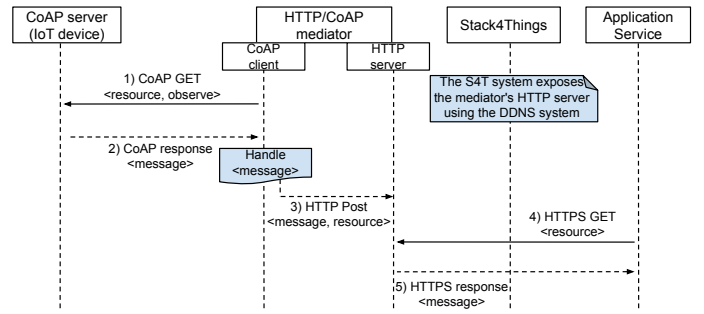 CoAP server
(IoT device)
HTTP/CoAP
mediator
Stack4Things
Application
Service
CoAP
client
HTTP
server
1) CoAP GET
<resource, observe>
The S4T system exposes
the mediator's HTTP server
using the DDNS system
2) CoAP response
<message>
Handle
<message>
3) HTTP Post
<message, resource>
4) HTTPS GET
<resource>
5) HTTPS response
<message>